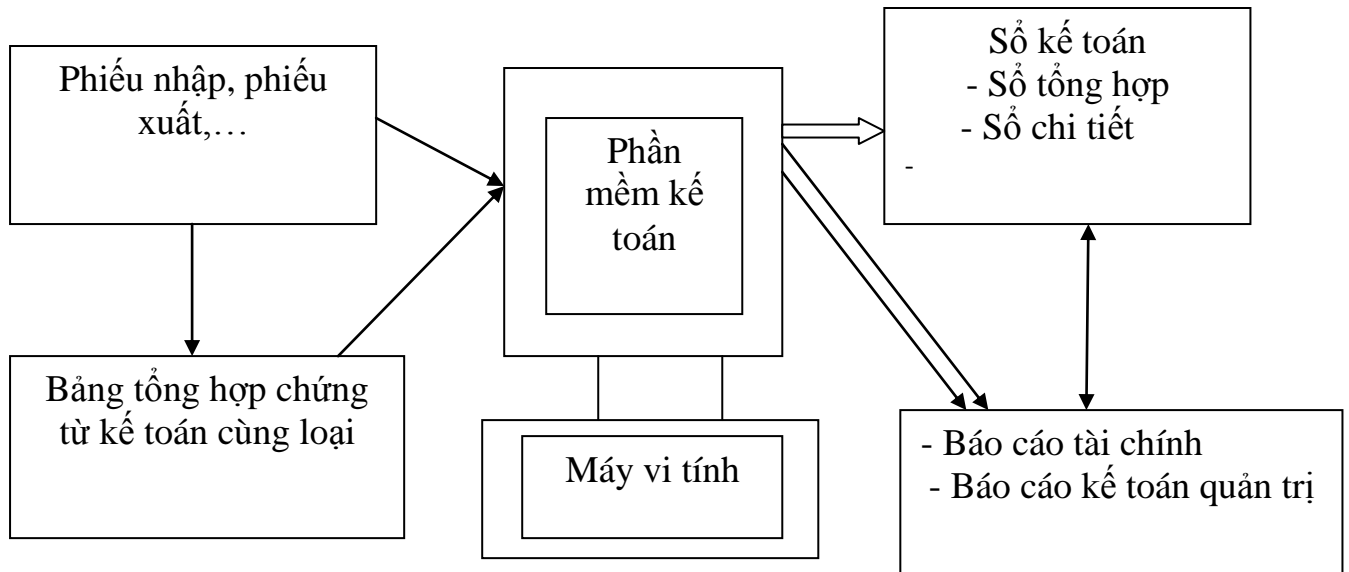 Phiếu nhập, phiếu
xuất,…
Bảng tổng hợp chứng
từ kế toán cùng loại
Phần
mềm kế
toán
Máy vi tính
Sổ kế toán
- Sổ tổng hợp
- Sổ chi tiết
-
- Báo cáo tài chính
- Báo cáo kế toán quản trị